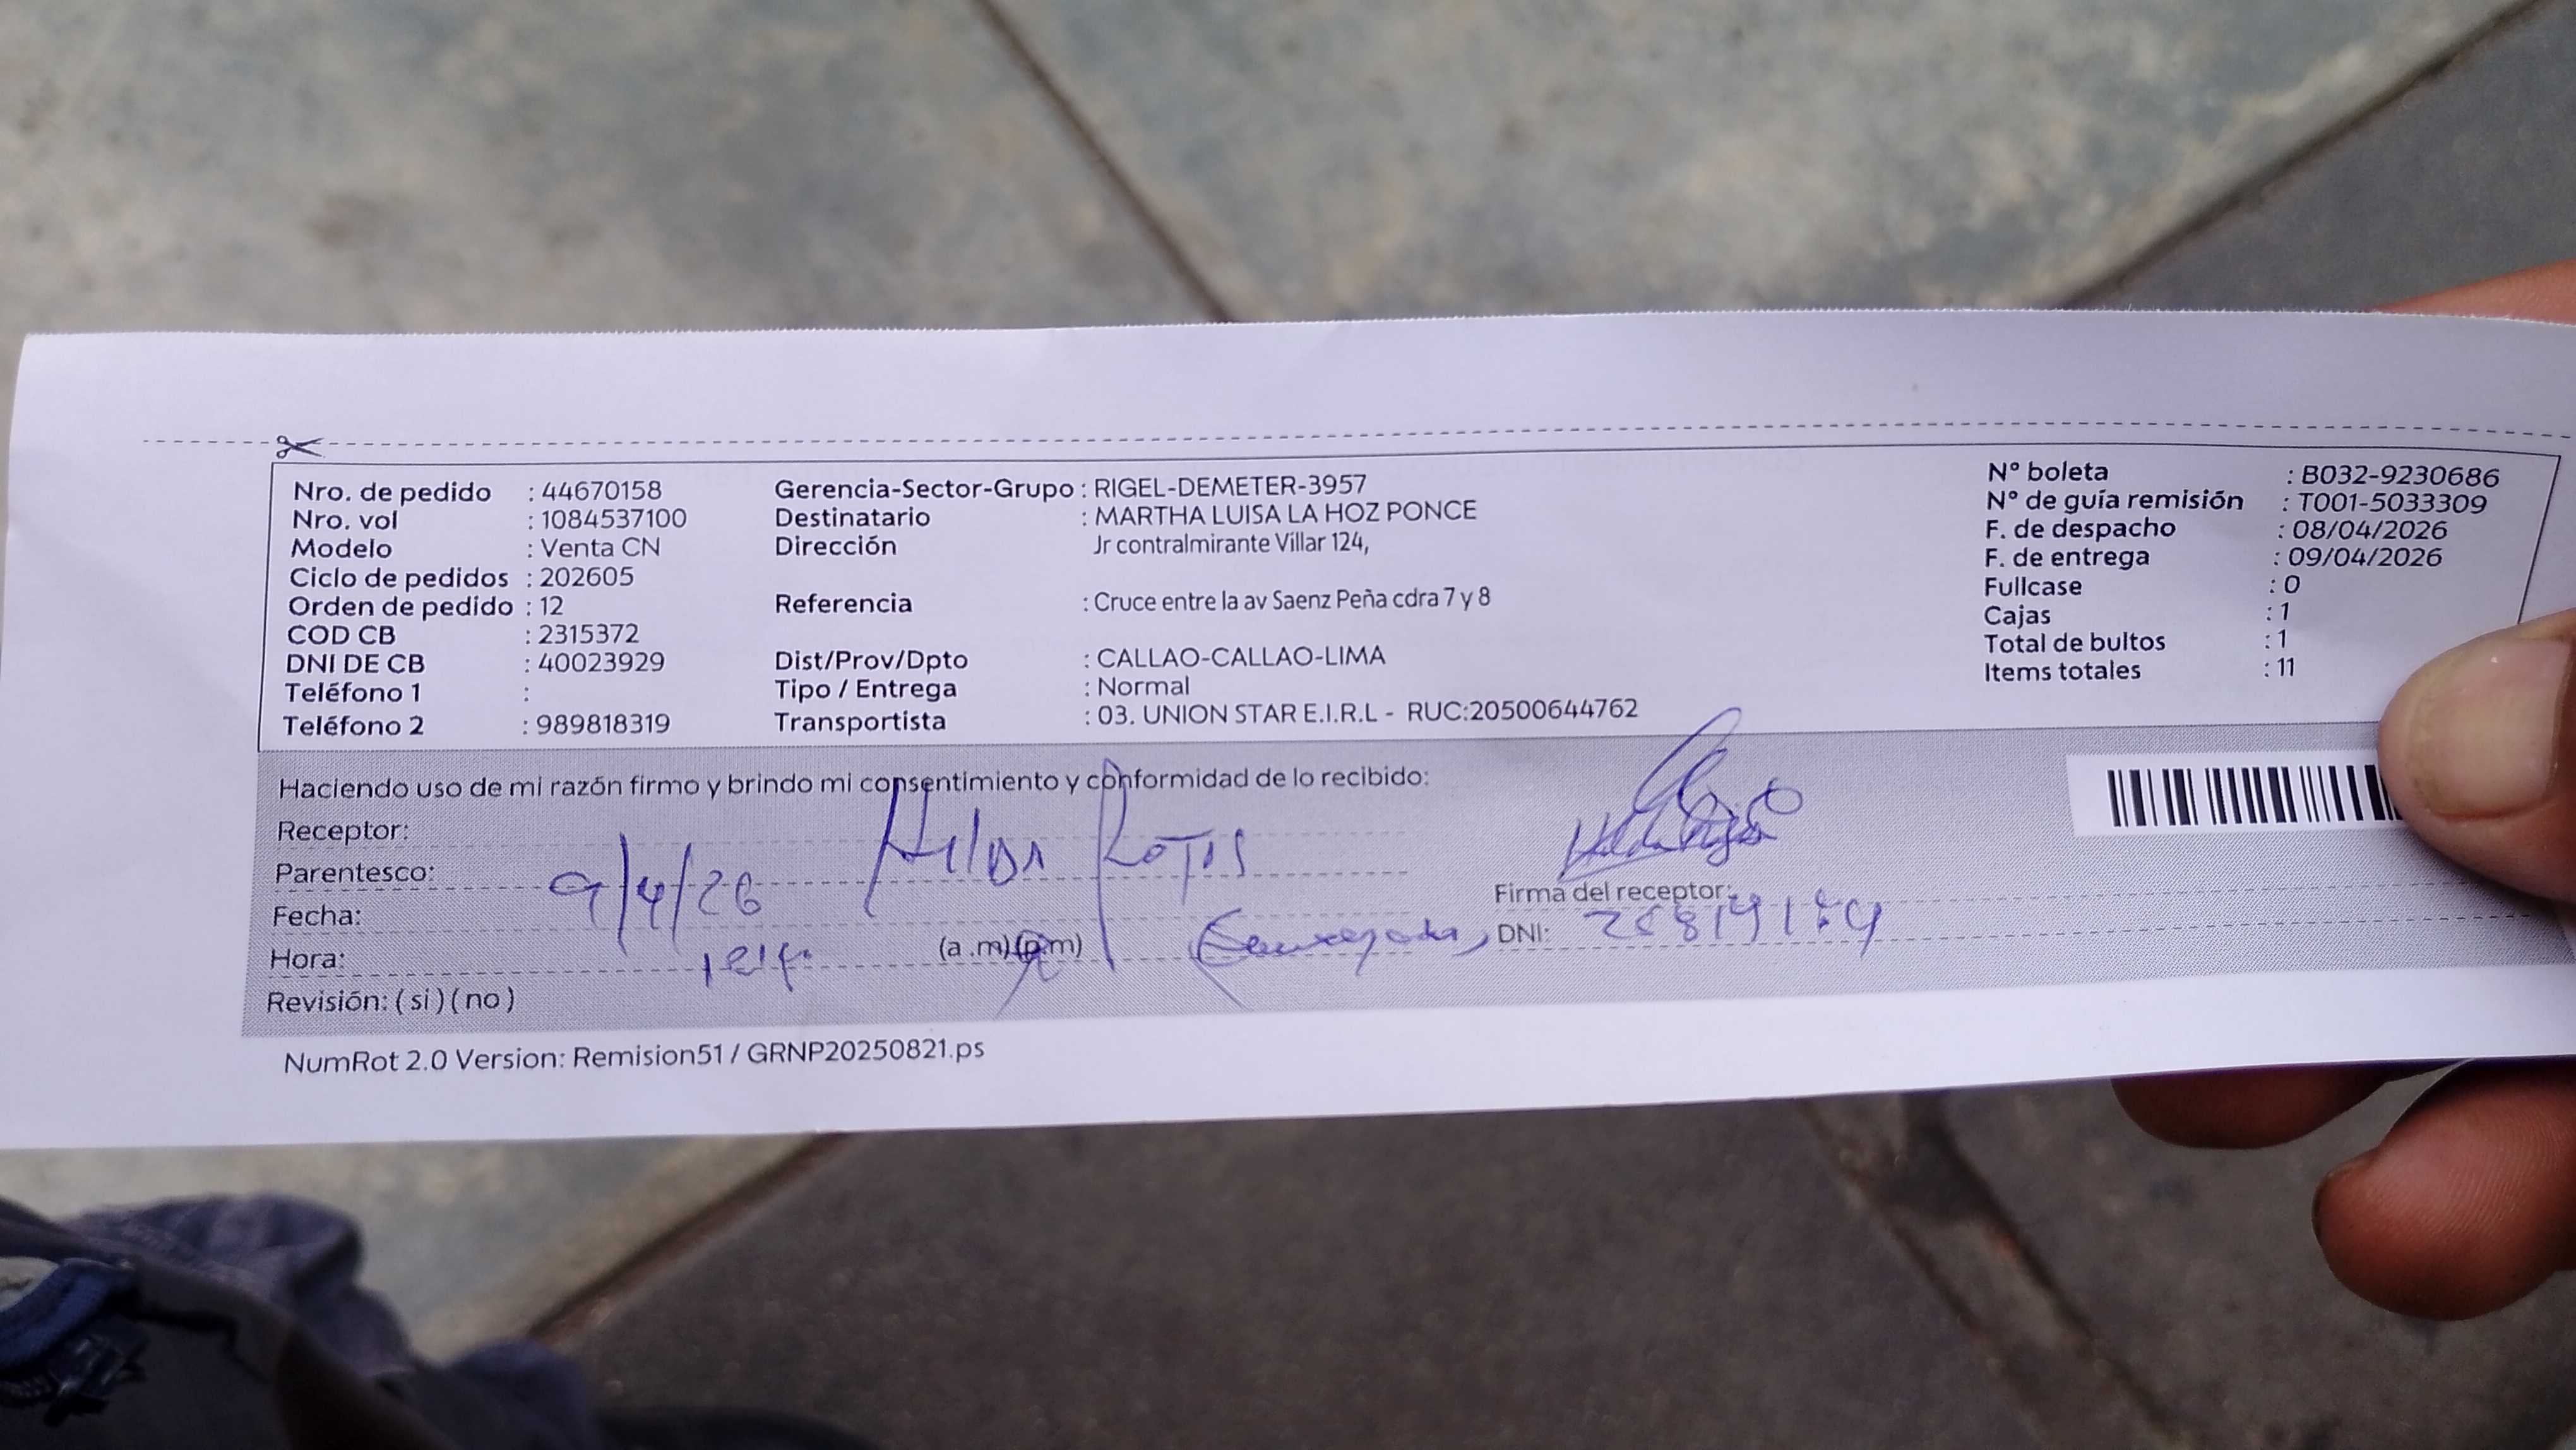 Nro. de pedido : 44670158
Nro. vol : 1084537100
Modelo : Venta CN
Ciclo de pedidos : 202605
Orden de pedido : 12
COD CB : 2315372
DNI DE CB : 40023929
Teléfono 1 :
Teléfono 2 : 989818319
Gerencia-Sector-Grupo : RIGEL-DEMETER-3957
Destinatario : MARTHA LUISA LA HOZ PONCE
Dirección Jr contralmirante Villar 124,
Referencia : Cruce entre la av Saenz Peña cdra 7 y 8
Dist/Prov/Dpto : CALLAO-CALLAO-LIMA
Tipo / Entrega : Normal
Transportista : 03. UNION STAR E.I.R.L - RUC:20500644762
N° boleta : B032-9230686
N° de guía remisión : T001-5033309
F. de despacho : 08/04/2026
F. de entrega : 09/04/2026
Fullcase : 0
Cajas : 1
Total de bultos : 1
Items totales : 11
Haciendo uso de mi razón firmo y brindo mi consentimiento y conformidad de lo recibido:
Receptor:
Parentesco:
Fecha: 9/4/26
Hora: (a.m)(p.m)
Revisión: (si)(no)
Firma del receptor:
DNI:
NumRot 2.0 Version: Remision51 / GRNP20250821.ps